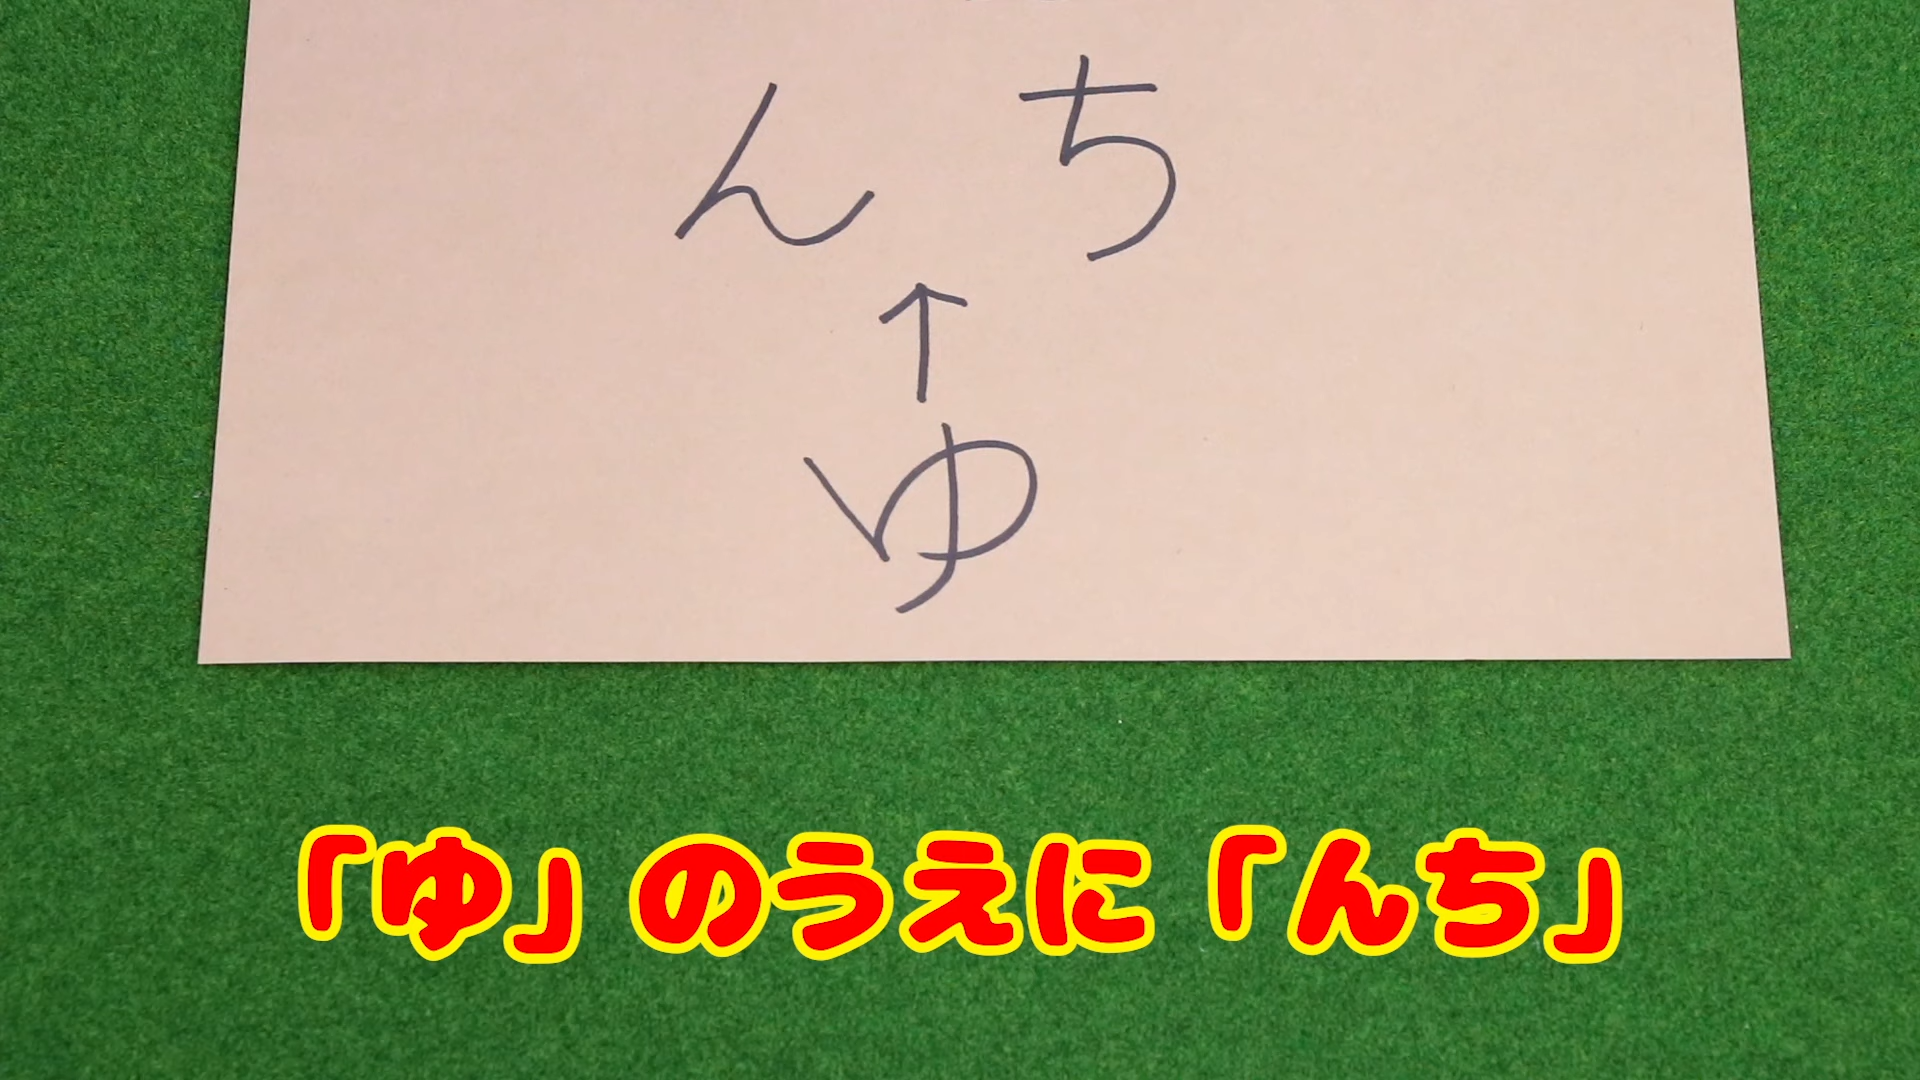 ん ち
↑
ゆ
「ゆ」のうえに「んち」